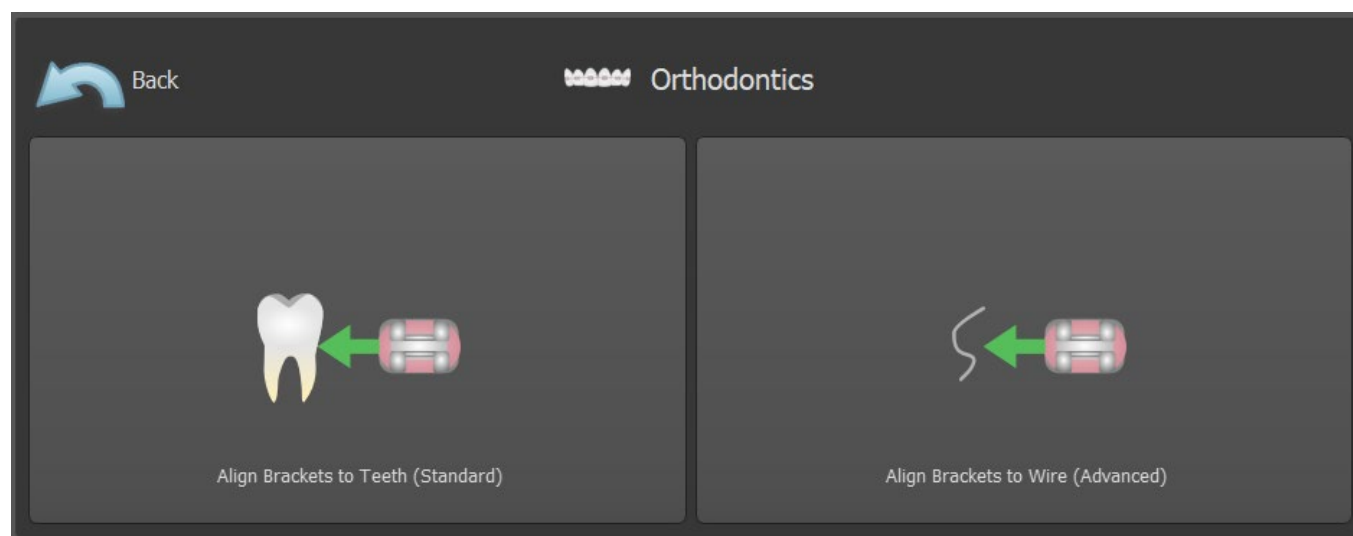 Back
Orthodontics
Align Brackets to Teeth (Standard)
Align Brackets to Wire (Advanced)